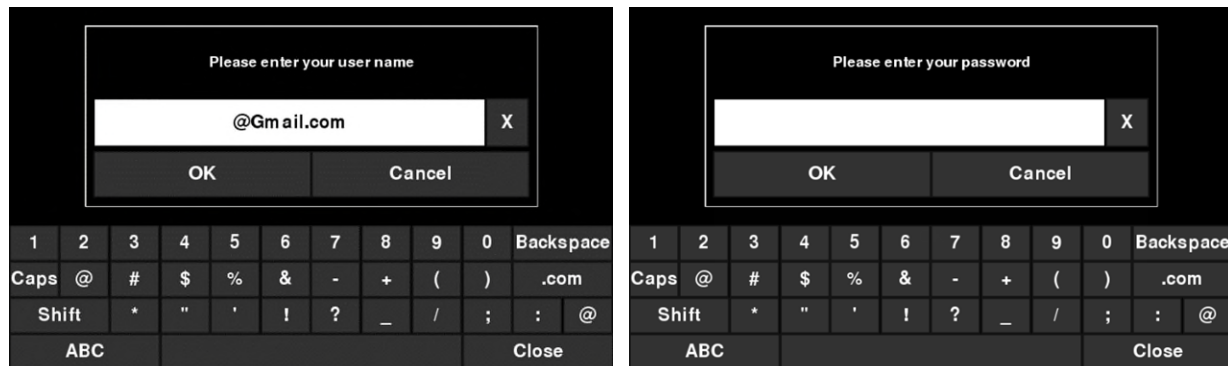 Please enter your user name
@Gmail.com X
OK Cancel
1 2 3 4 5 6 7 8 9 0 Backspace
Caps @ # $ % & - + ( ) .com
Shift * " ' ! ? _ / ; : @
ABC Close
Please enter your password
X
OK Cancel
1 2 3 4 5 6 7 8 9 0 Backspace
Caps @ # $ % & - + ( ) .com
Shift * " ' ! ? _ / ; : @
ABC Close